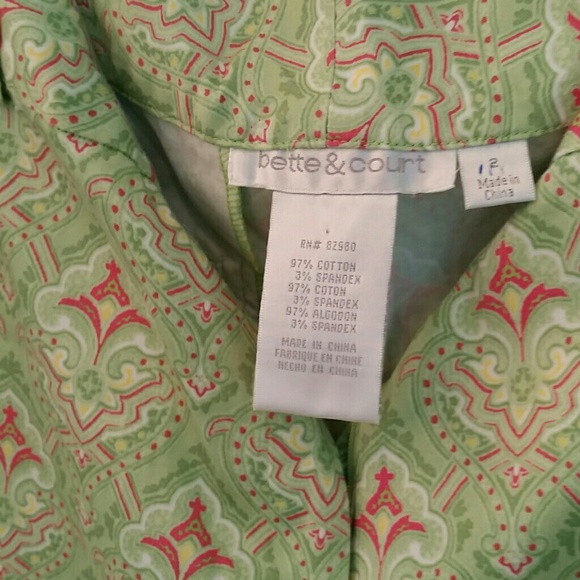 bette&court
Made in
China
RN# 82980
97% COTTON
3% SPANDEX
97% COTON
3% SPANDEX
97% ALGODON
3% SPANDEX
MADE IN CHINA
FABRIQUE EN CHINE
HECHO EN CHINA